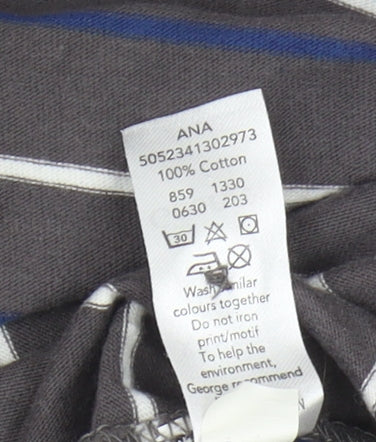 ANA
5052341302973
100% Cotton
859 1330
0630 203
30
colours together
Do not iron
print/motif
To help the
environment,
George recommend